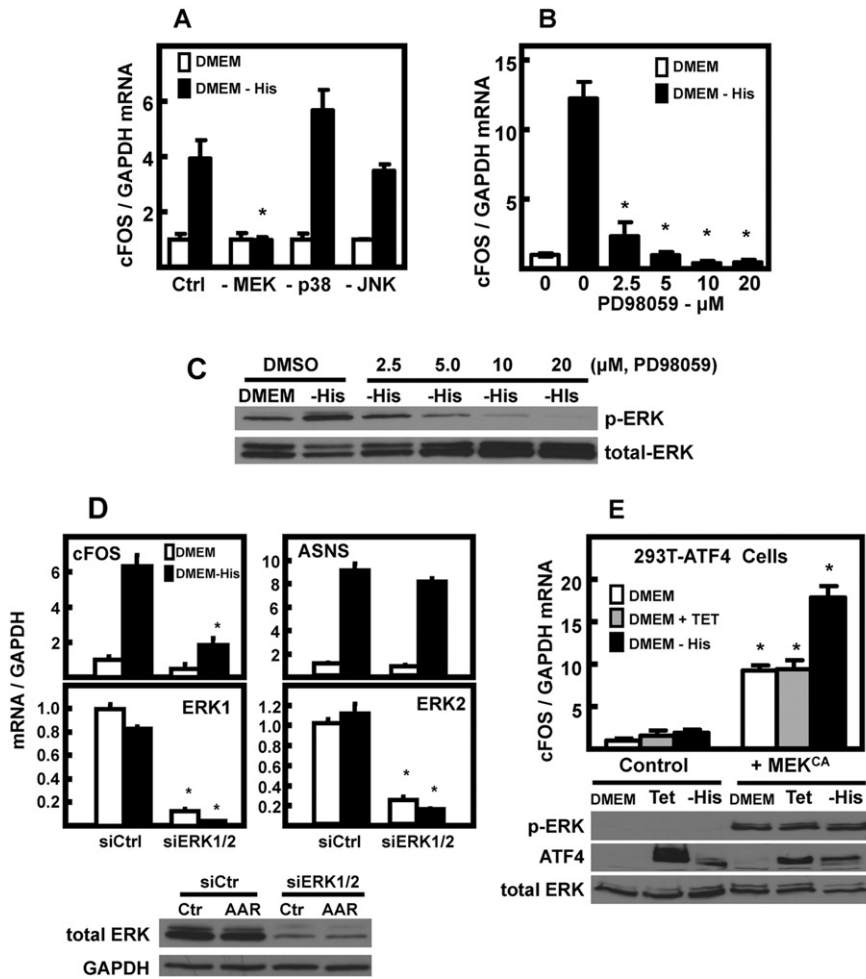 A
DMEM
DMEM - His
cFOS / GAPDH mRNA
6
4
2
Ctrl - MEK - p38 - JNK
*
B
DMEM
DMEM - His
cFOS / GAPDH mRNA
15
10
5
* * * *
0 0 2.5 5 10 20
PD98059 - µM
C
DMSO 2.5 5.0 10 20 (µM, PD98059)
DMEM -His -His -His -His -HIs
p-ERK
total-ERK
D
mRNA / GAPDH
cFOS
DMEM
DMEM-His
6
4
2
*
ASNS
10
8
6
4
2
ERK1
1.0
0.8
0.6
0.4
0.2
* *
siCtrl siERK1/2
ERK2
1.2
1.0
0.8
0.6
0.4
0.2
* *
siCtrl siERK1/2
siCtr siERK1/2
Ctr AAR Ctr AAR
total ERK
GAPDH
E
293T-ATF4 Cells
DMEM
DMEM + TET
DMEM - His
cFOS / GAPDH mRNA
20
15
10
5
* * *
Control + MEKᶜᴬ
DMEM Tet -His DMEM Tet -His
p-ERK
ATF4
total ERK